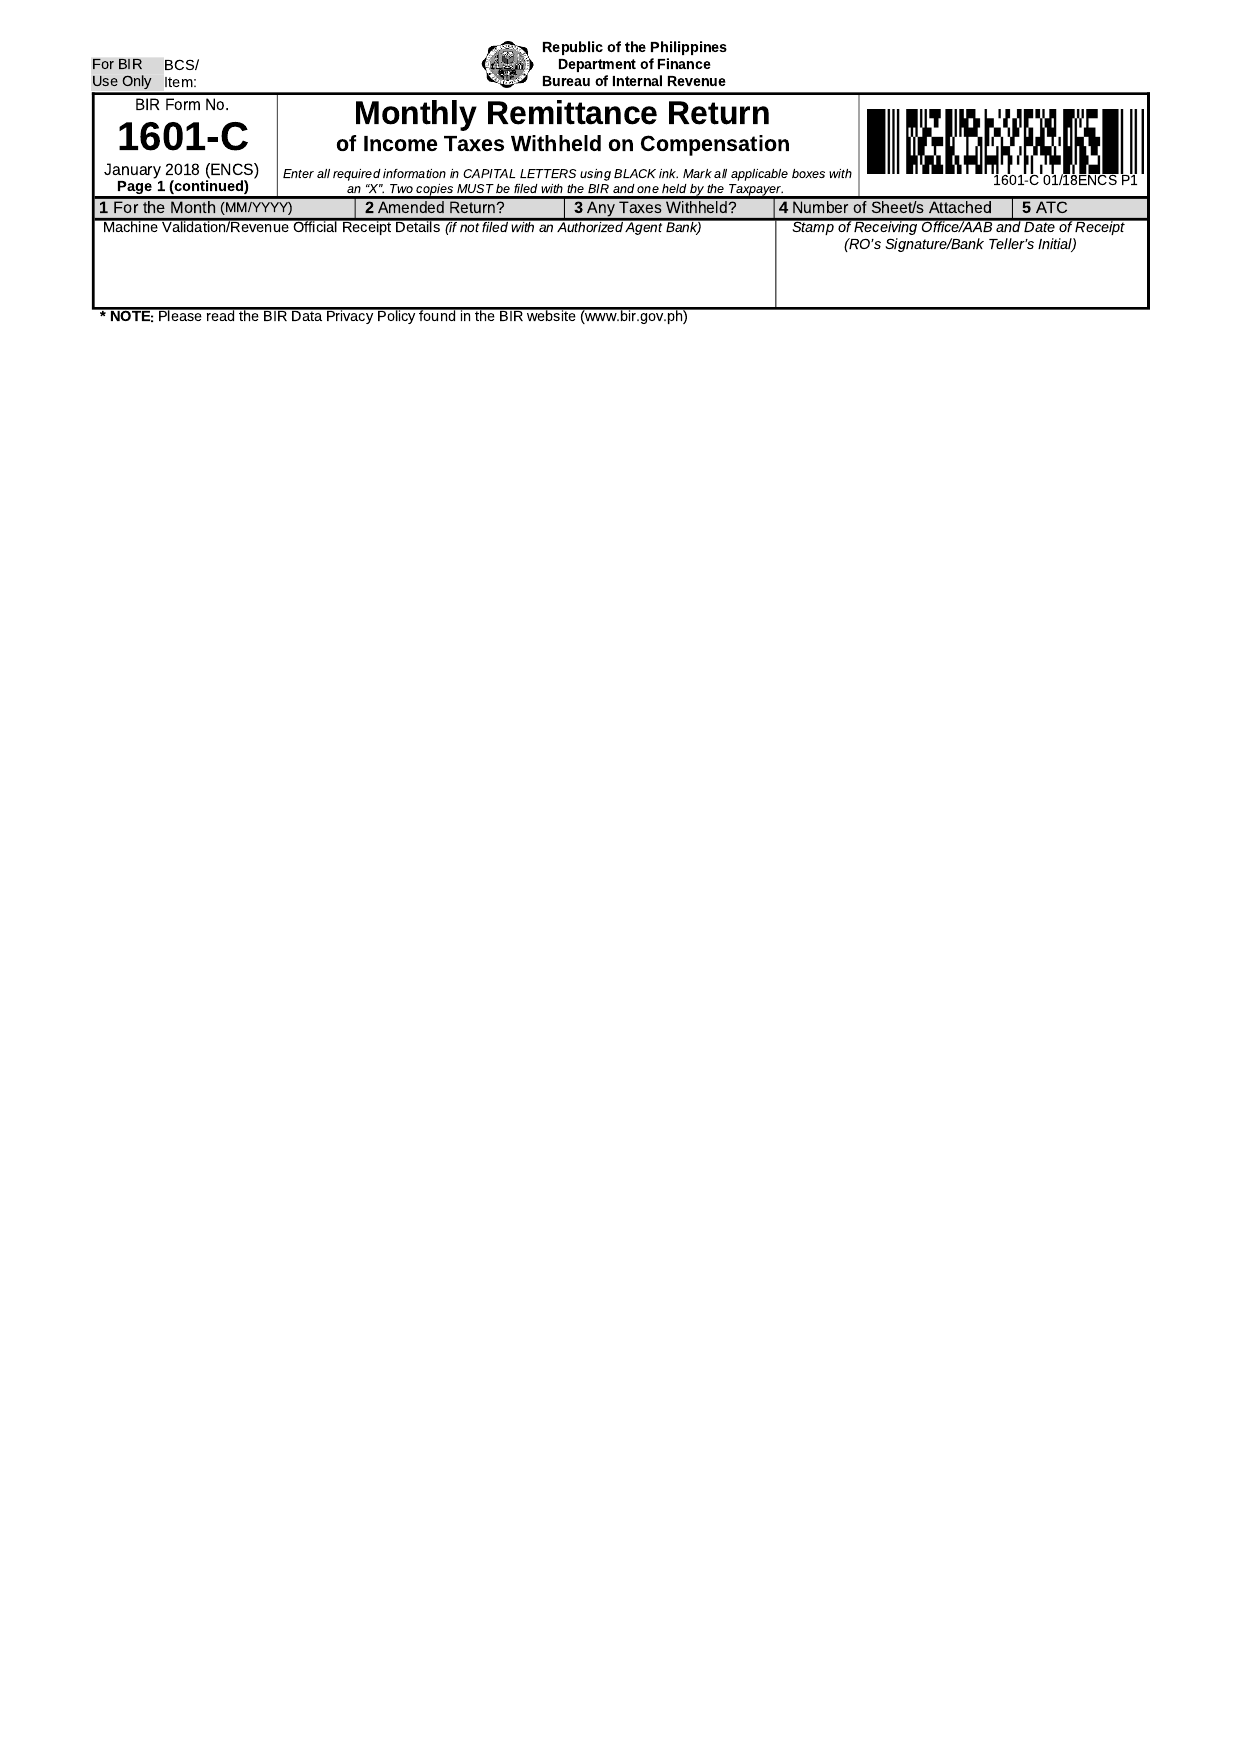 Republic of the Philippines
Department of Finance
Bureau of Internal Revenue
For BIR
Use Only
BCS/
Item:
BIR Form No.
1601-C
January 2018 (ENCS)
Page 1 (continued)
Monthly Remittance Return
of Income Taxes Withheld on Compensation
Enter all required information in CAPITAL LETTERS using BLACK ink. Mark all applicable boxes with
an “X”. Two copies MUST be filed with the BIR and one held by the Taxpayer.
1601-C 01/18ENCS P1
1 For the Month (MM/YYYY)
2 Amended Return?
3 Any Taxes Withheld?
4 Number of Sheet/s Attached
5 ATC
Machine Validation/Revenue Official Receipt Details (if not filed with an Authorized Agent Bank)
Stamp of Receiving Office/AAB and Date of Receipt
(RO’s Signature/Bank Teller’s Initial)
* NOTE: Please read the BIR Data Privacy Policy found in the BIR website (www.bir.gov.ph)